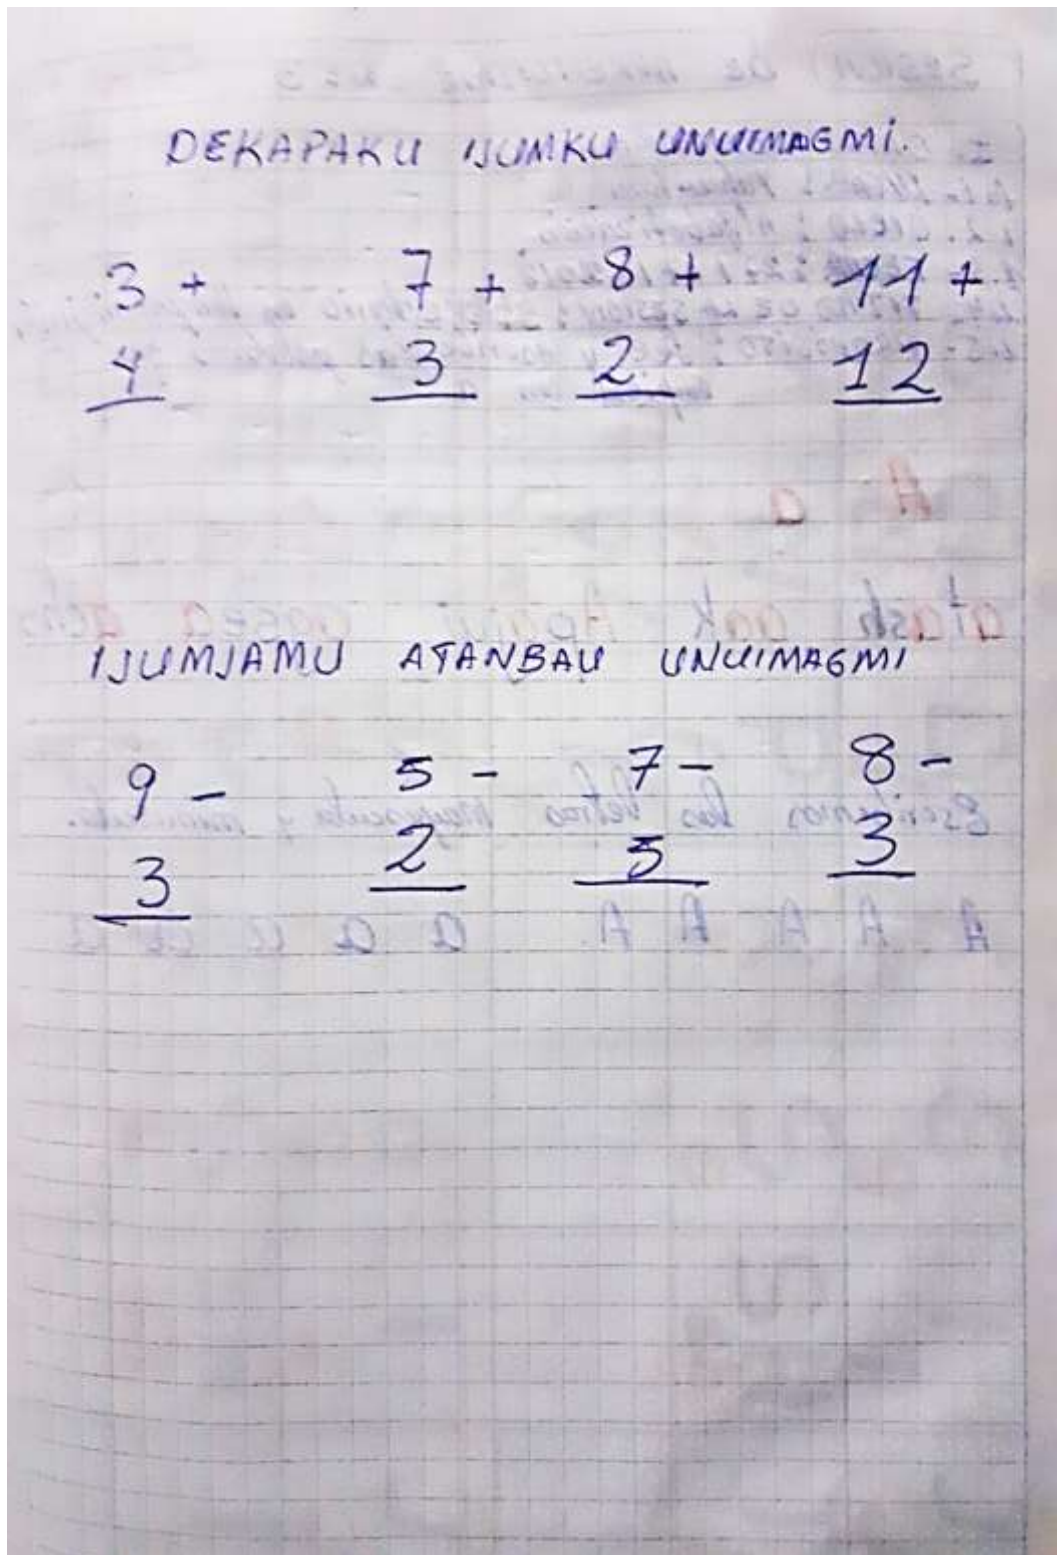 DEKAPAKU IJUMKU UNUIMAGMI.
3 + 7 + 8 + 11 +
4 3 2 12
IJUMJAMU ATANBAU UNUIMAGMI
9 - 5 - 7 - 8 -
3 2 5 3